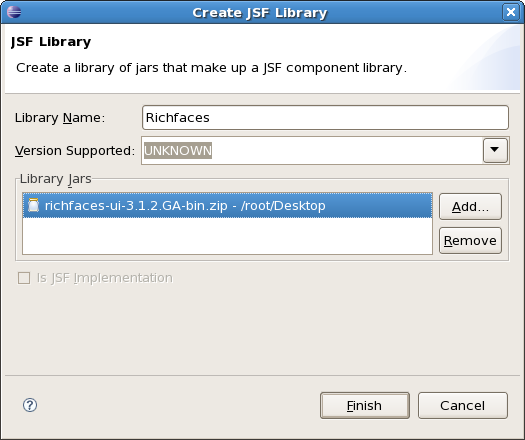 Create JSF Library
JSF Library
Create a library of jars that make up a JSF component library.
Library Name: Richfaces
Version Supported: UNKNOWN
Library Jars
richfaces-ui-3.1.2.GA-bin.zip - /root/Desktop
Add...
Remove
Is JSF Implementation
?
Finish
Cancel